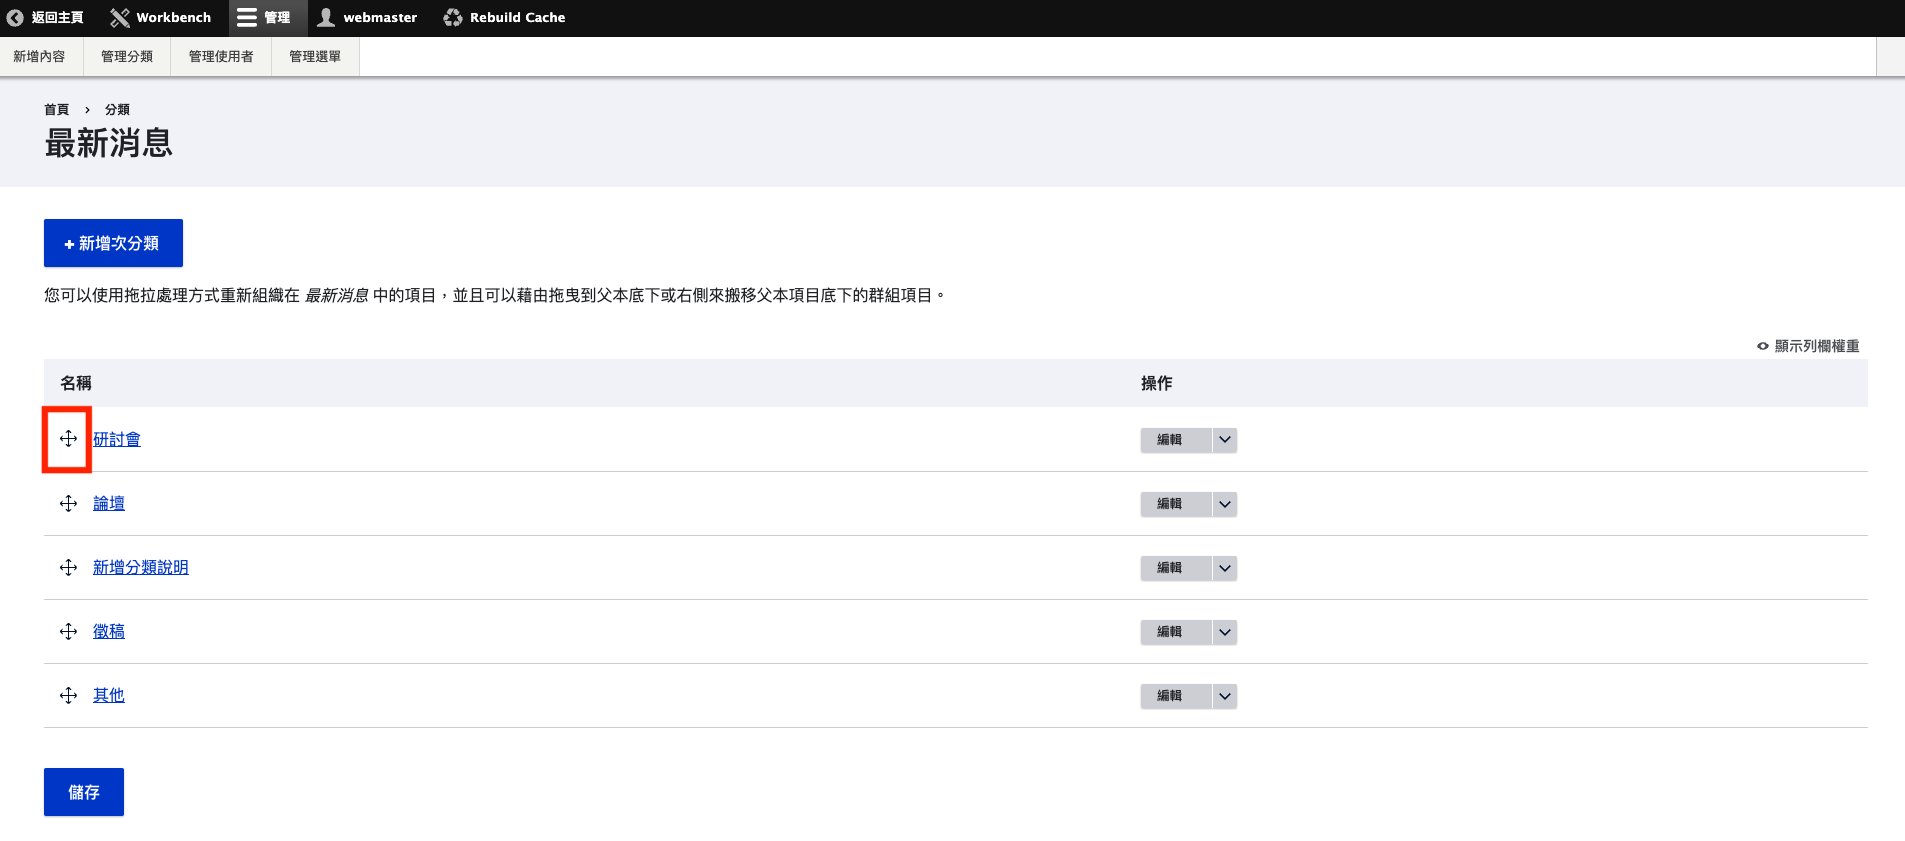 返回主頁 Workbench 管理 webmaster Rebuild Cache
新增內容 管理分類 管理使用者 管理選單
首頁 › 分類
最新消息
+ 新增次分類
您可以使用拖拉處理方式重新組織在 最新消息 中的項目，並且可以藉由拖曳到父本底下或右側來搬移父本項目底下的群組項目。
顯示列欄權重
名稱 操作
研討會 編輯
論壇 編輯
新增分類說明 編輯
徵稿 編輯
其他 編輯
儲存